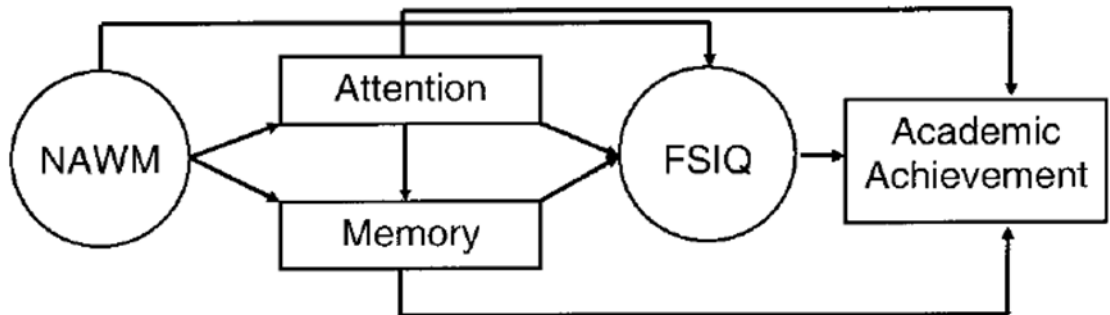 NAWM
Attention
Memory
FSIQ
Academic
Achievement